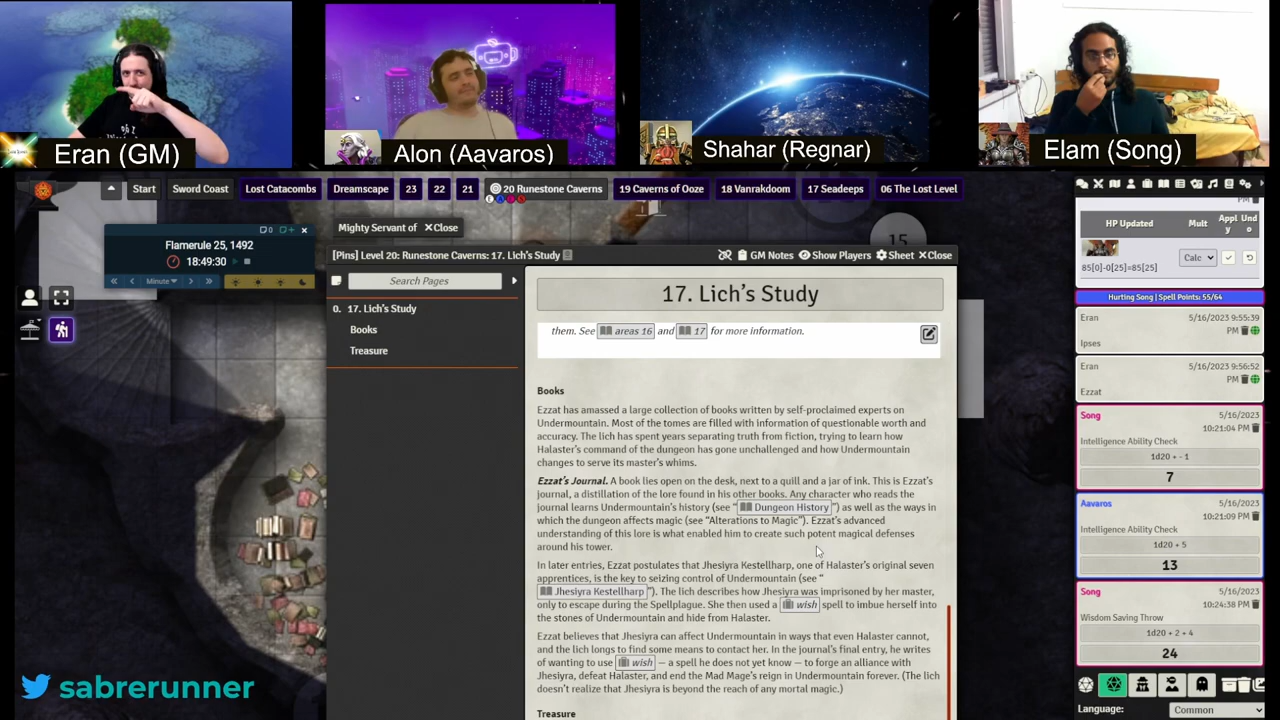 Eran (GM)
Alon (Aavaros)
Shahar (Regnar)
Elam (Song)
Start
Sword Coast
Lost Catacombs
Dreamscape
23
22
21
20 Runestone Caverns
19 Caverns of Ooze
18 Vanrakdoom
17 Seadeeps
06 The Lost Level
Mighty Servant of
Close
15
Flamerule 25, 1492
18:49:30
Minute
[Pins] Level 20: Runestone Caverns: 17. Lich's Study
GM Notes
Show Players
Sheet
Close
Search Pages
0. 17. Lich's Study
Books
Treasure
17. Lich's Study
them. See areas 16 and 17 for more information.
Books
Ezzat has amassed a large collection of books written by self-proclaimed experts on
Undermountain. Most of the tomes are filled with information of questionable worth and
accuracy. The lich has spent years separating truth from fiction, trying to learn how
Halaster's command of the dungeon has gone unchallenged and how Undermountain
changes to serve its master's whims.
Ezzat's Journal. A book lies open on the desk, next to a quill and a jar of ink. This is Ezzat's
journal, a distillation of the lore found in his other books. Any character who reads the
journal learns Undermountain's history (see " Dungeon History ") as well as the ways in
which the dungeon affects magic (see "Alterations to Magic"). Ezzat's advanced
understanding of this lore is what enabled him to create such potent magical defenses
around his tower.
In later entries, Ezzat postulates that Jhesiyra Kestellharp, one of Halaster's original seven
apprentices, is the key to seizing control of Undermountain (see "
Jhesiyra Kestellharp "). The lich describes how Jhesiyra was imprisoned by her master,
only to escape during the Spellplague. She then used a wish spell to imbue herself into
the stones of Undermountain and hide from Halaster.
Ezzat believes that Jhesiyra can affect Undermountain in ways that even Halaster cannot,
and the lich longs to find some means to contact her. In the journal's final entry, he writes
of wanting to use wish — a spell he does not yet know — to forge an alliance with
Jhesiyra, defeat Halaster, and end the Mad Mage's reign in Undermountain forever. (The lich
doesn't realize that Jhesiyra is beyond the reach of any mortal magic.)
Treasure
PM
HP Updated
Mult
Apply
Undo
85[0]-0[25]=85[25]
Calc
Hurting Song | Spell Points: 55/64
Eran
5/16/2023 9:55:39
PM
Ipses
Eran
5/16/2023 9:56:52
PM
Ezzat
Song
5/16/2023
10:21:04 PM
Intelligence Ability Check
1d20 + - 1
7
Aavaros
5/16/2023
10:21:09 PM
Intelligence Ability Check
1d20 + 5
13
Song
5/16/2023
10:24:38 PM
Wisdom Saving Throw
1d20 + 2 + 4
24
Language:
Common
sabrerunner